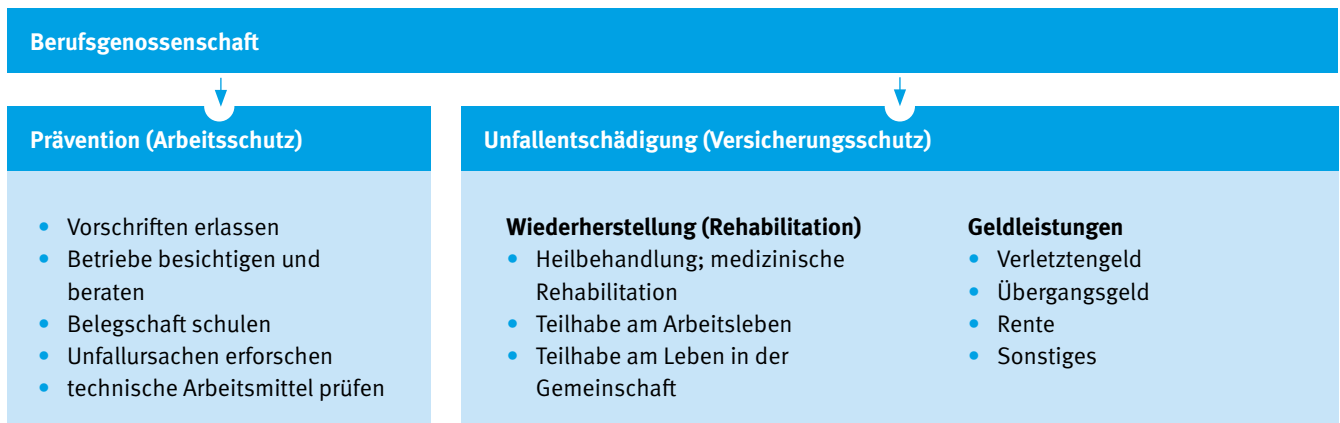 Berufsgenossenschaft
Prävention (Arbeitsschutz)
• Vorschriften erlassen
• Betriebe besichtigen und
beraten
• Belegschaft schulen
• Unfallursachen erforschen
• technische Arbeitsmittel prüfen
Unfallentschädigung (Versicherungsschutz)
Wiederherstellung (Rehabilitation)
• Heilbehandlung; medizinische
Rehabilitation
• Teilhabe am Arbeitsleben
• Teilhabe am Leben in der
Gemeinschaft
Geldleistungen
• Verletztengeld
• Übergangsgeld
• Rente
• Sonstiges